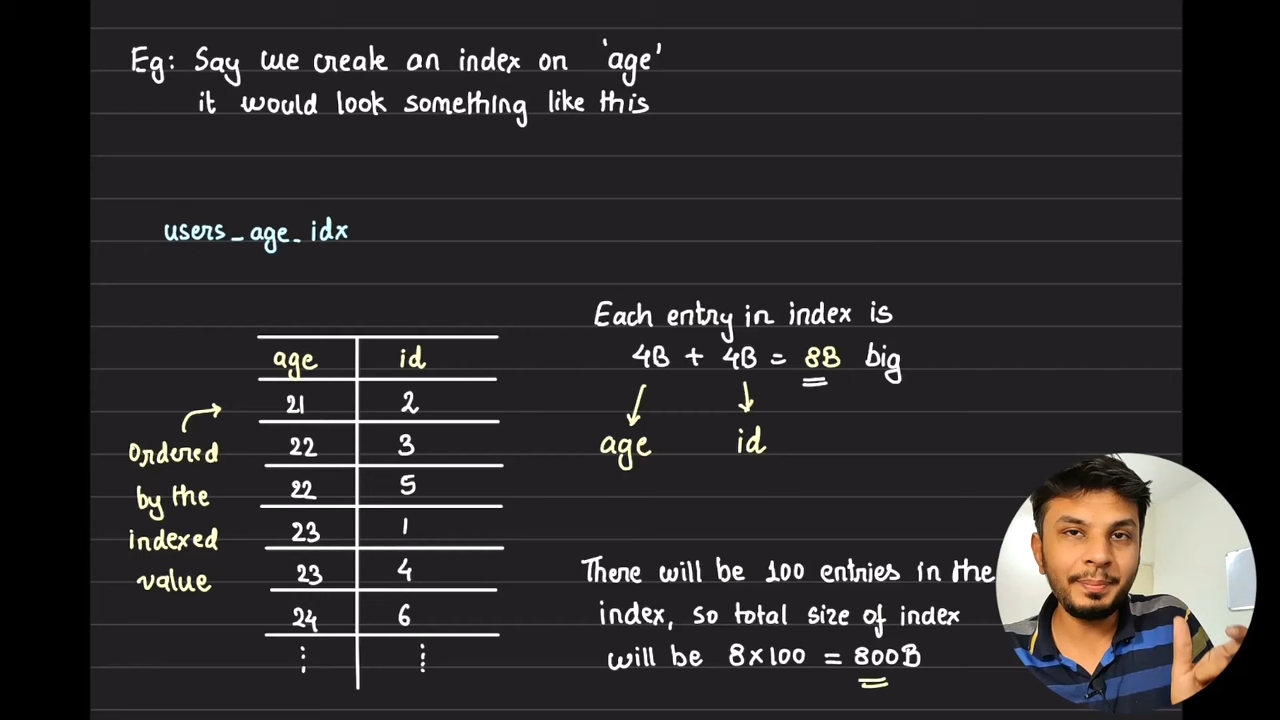 Eg: Say we create an index on 'age'
it would look something like this
users_age_idx
Each entry in index is
4B + 4B = 8B big
age id
age id
21 2
22 3
22 5
23 1
23 4
24 6
⋮ ⋮
Ordered
by the
indexed
value
There will be 100 entries in the
index, so total size of index
will be 8x100 = 800B